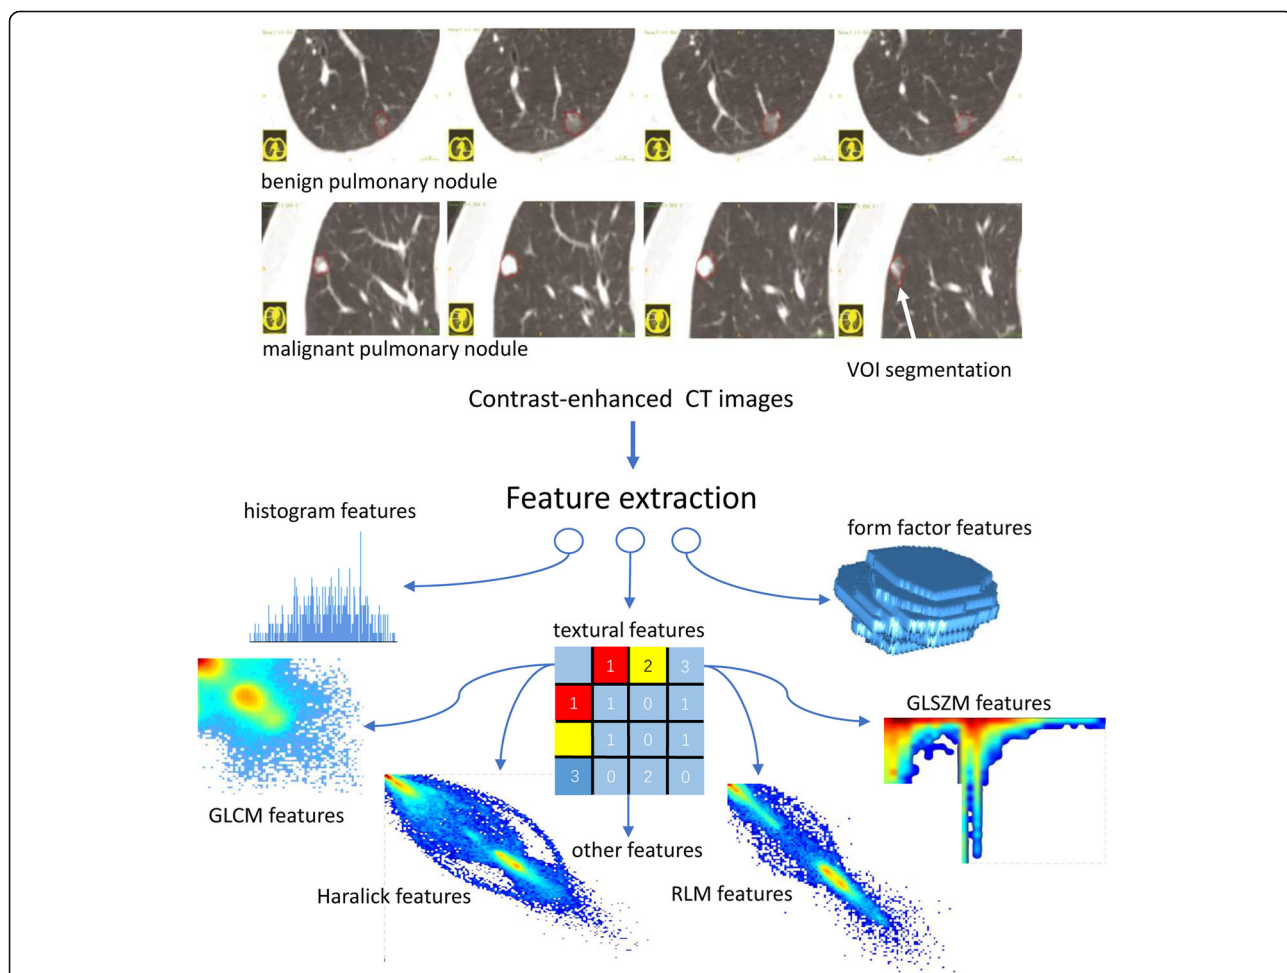 benign pulmonary nodule
malignant pulmonary nodule
VOI segmentation
Contrast-enhanced CT images
Feature extraction
histogram features
form factor features
textural features
1 2 3
1 1 0 1
1 0 1
3 0 2 0
GLSZM features
GLCM features
other features
Haralick features
RLM features